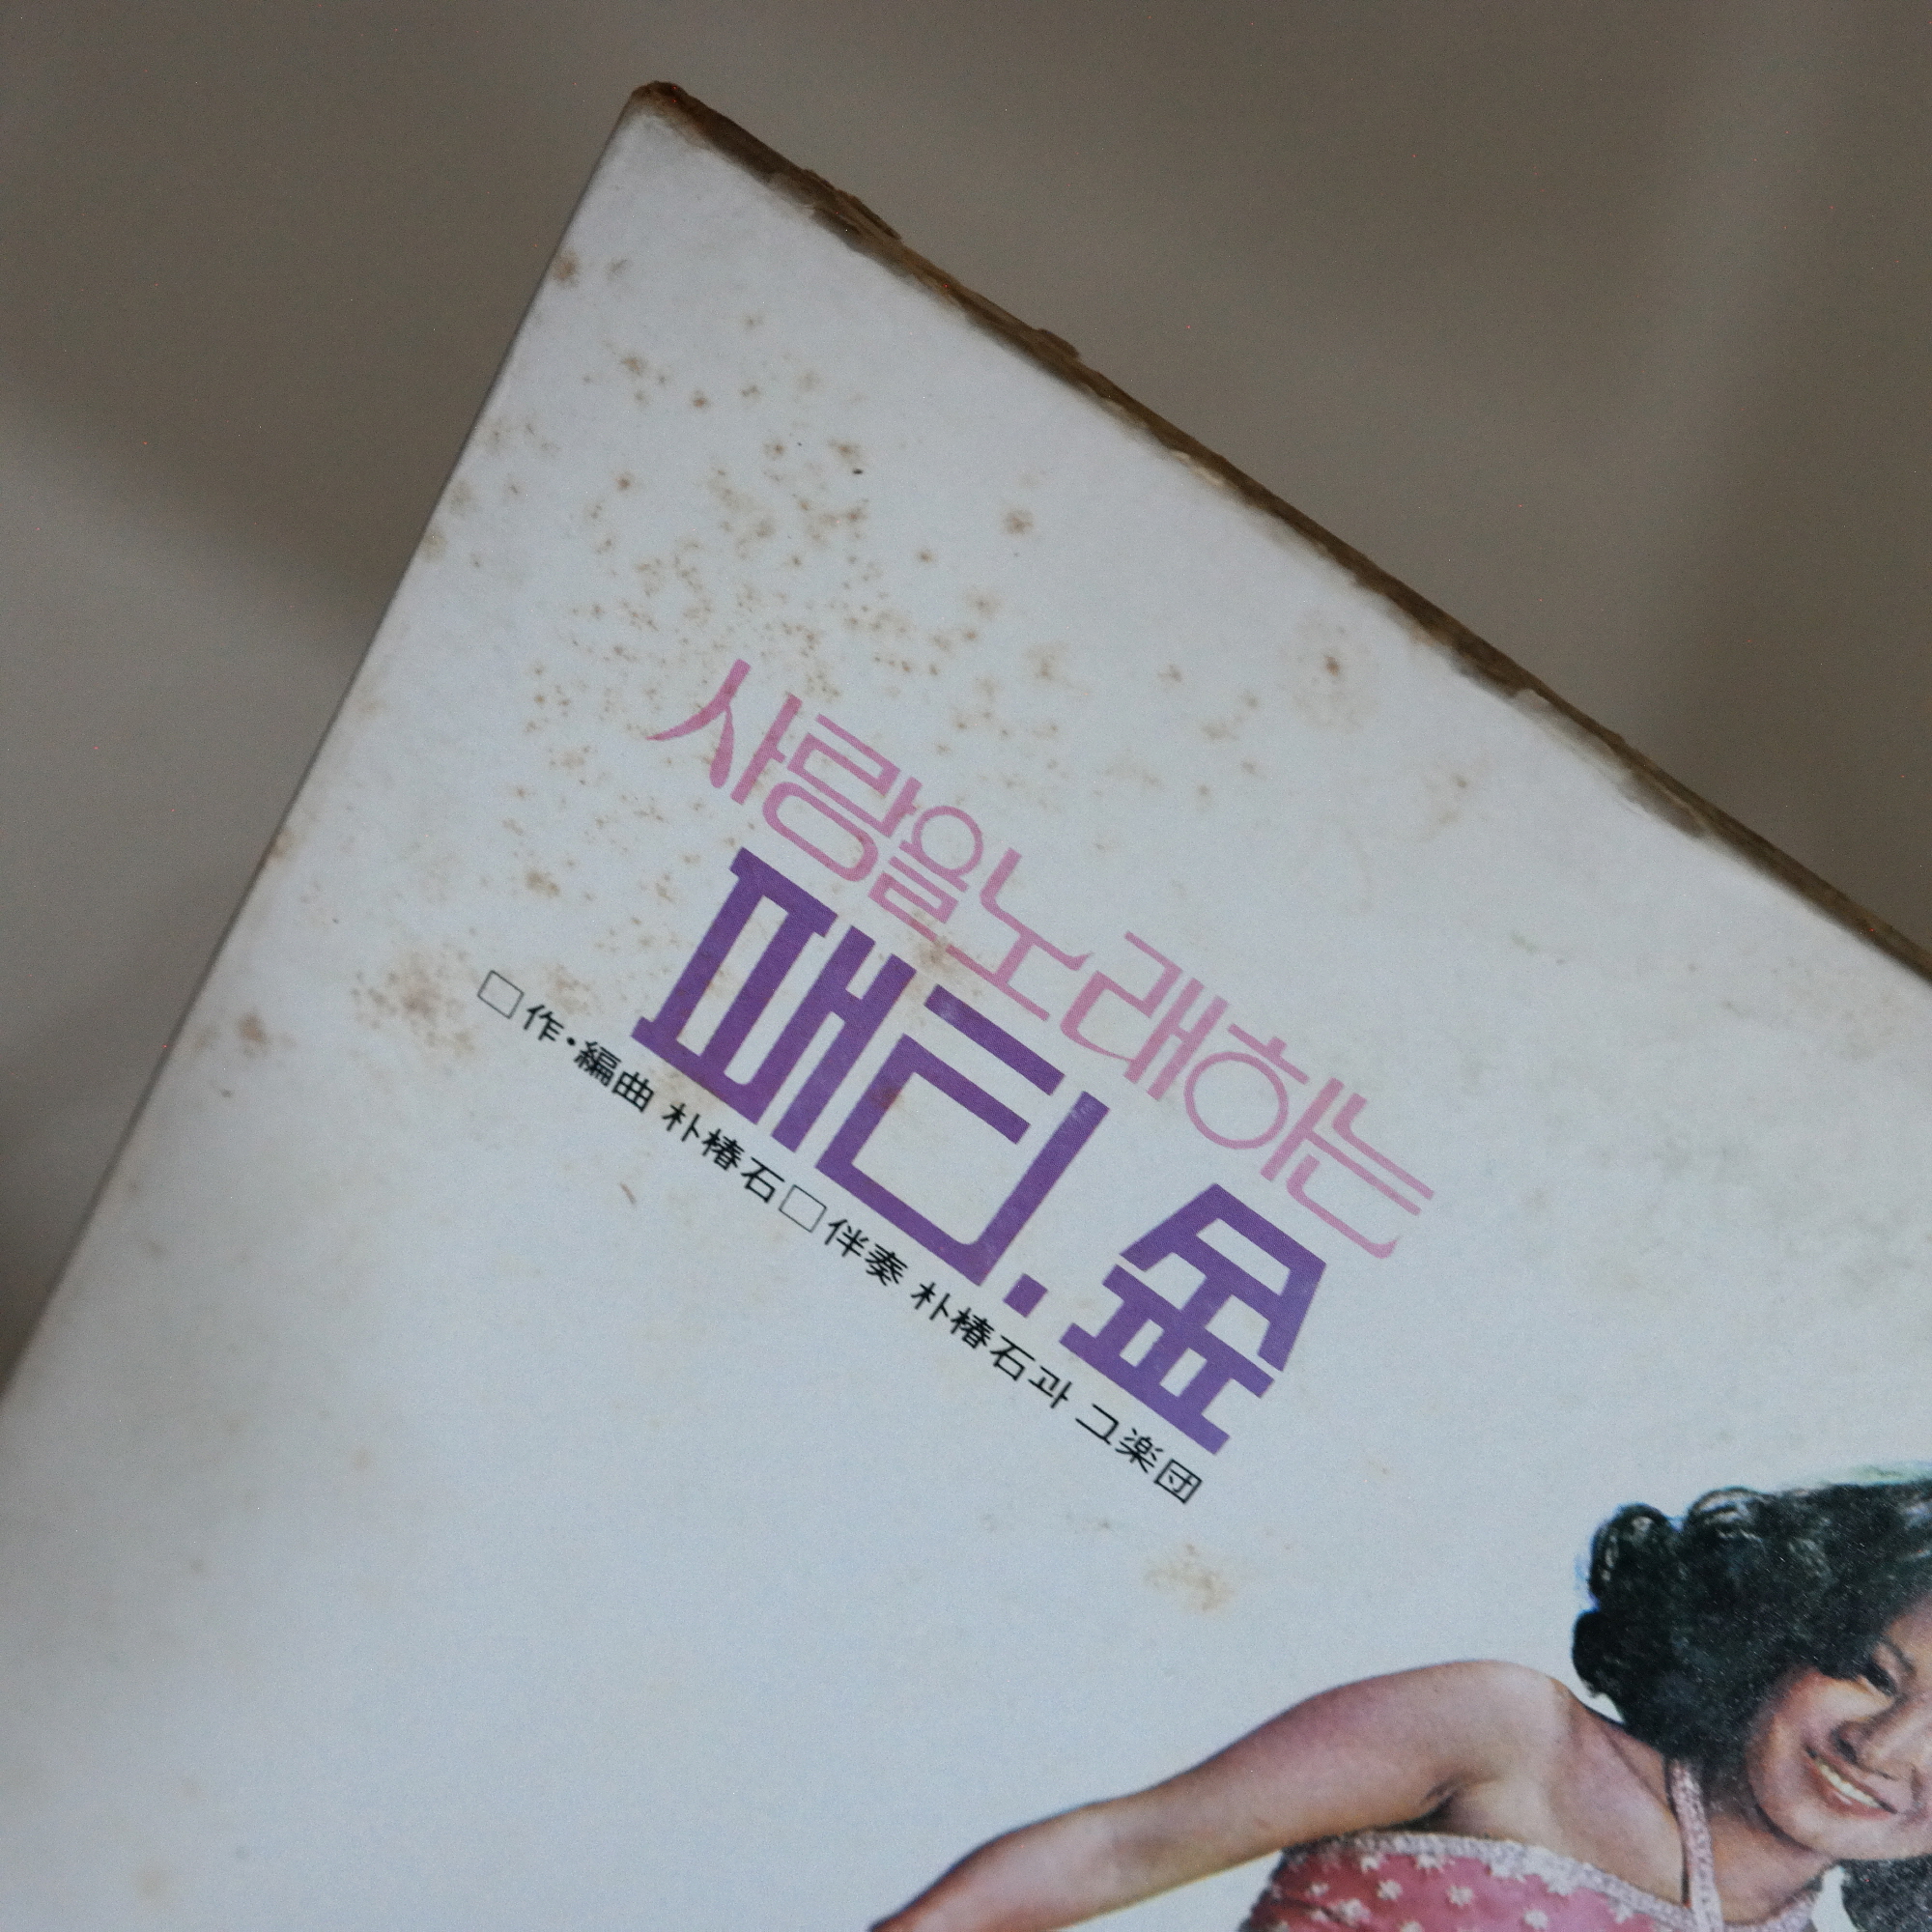 사랑을노래하는
패티.金
□作·編曲 朴椿石□伴奏 朴椿石과 그楽団